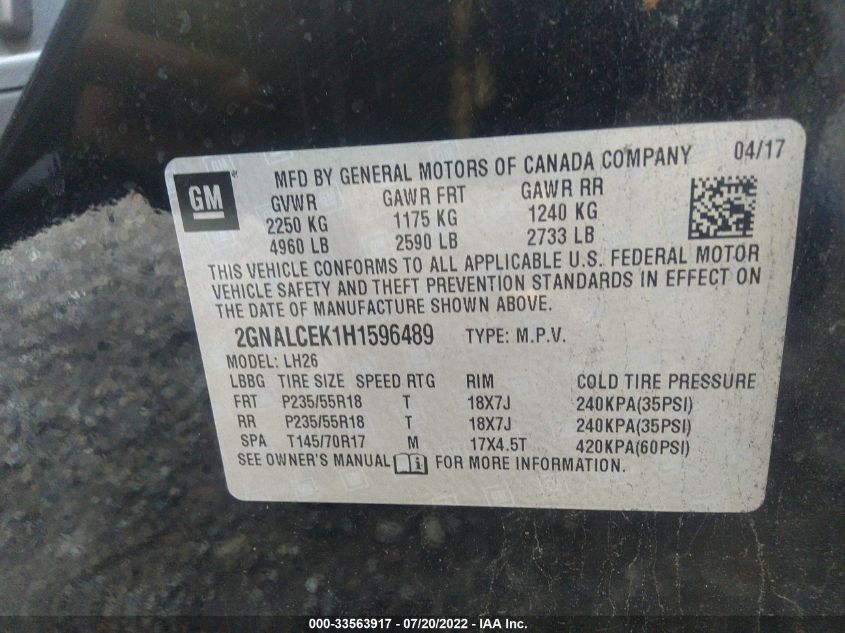 MFD BY GENERAL MOTORS OF CANADA COMPANY 04/17
GM
GVWR GAWR FRT GAWR RR
2250 KG 1175 KG 1240 KG
4960 LB 2590 LB 2733 LB
THIS VEHICLE CONFORMS TO ALL APPLICABLE U.S. FEDERAL MOTOR
VEHICLE SAFETY AND THEFT PREVENTION STANDARDS IN EFFECT ON
THE DATE OF MANUFACTURE SHOWN ABOVE.
2GNALCEK1H1596489 TYPE: M.P.V.
MODEL: LH26
LBBG TIRE SIZE SPEED RTG RIM COLD TIRE PRESSURE
FRT P235/55R18 T 18X7J 240KPA(35PSI)
RR P235/55R18 T 18X7J 240KPA(35PSI)
SPA T145/70R17 M 17X4.5T 420KPA(60PSI)
SEE OWNER'S MANUAL FOR MORE INFORMATION.
000-33563917 - 07/20/2022 - IAA Inc.